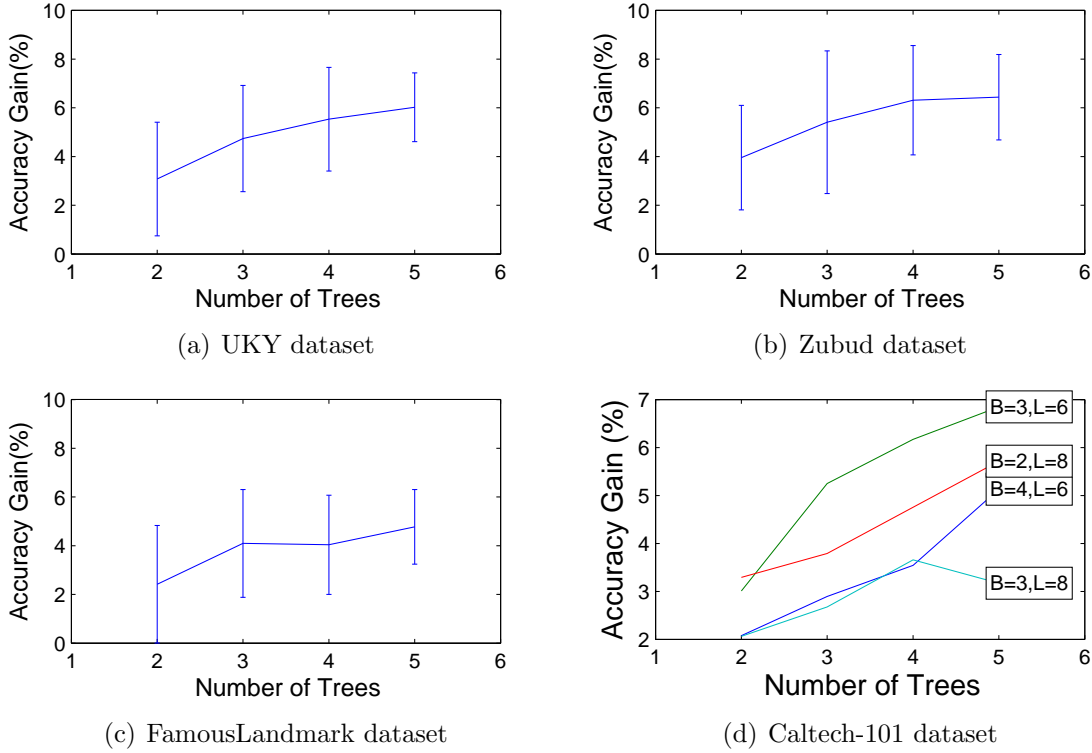 10
8
6
4
2
0
Accuracy Gain(%)
1 2 3 4 5 6
Number of Trees
(a) UKY dataset
10
8
6
4
2
0
Accuracy Gain(%)
1 2 3 4 5 6
Number of Trees
(b) Zubud dataset
10
8
6
4
2
0
Accuracy Gain(%)
1 2 3 4 5 6
Number of Trees
(c) FamousLandmark dataset
7
6
5
4
3
2
Accuracy Gain (%)
B=3,L=6
B=2,L=8
B=4,L=6
B=3,L=8
1 2 3 4 5 6
Number of Trees
(d) Caltech-101 dataset